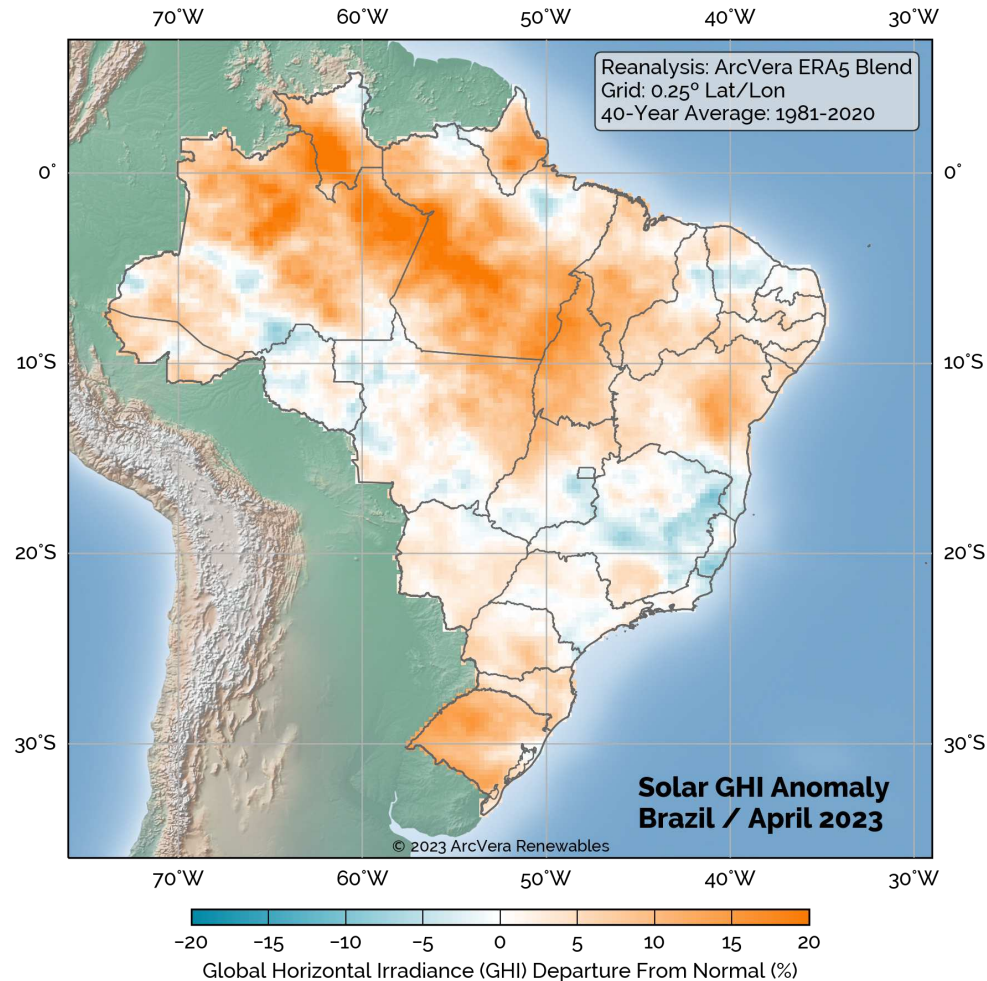 70°W 60°W 50°W 40°W 30°W
Reanalysis: ArcVera ERA5 Blend
Grid: 0.25º Lat/Lon
40-Year Average: 1981-2020
0° 0°
10°S 10°S
20°S 20°S
30°S 30°S
Solar GHI Anomaly
Brazil / April 2023
© 2023 ArcVera Renewables
70°W 60°W 50°W 40°W 30°W
−20 −15 −10 −5 0 5 10 15 20
Global Horizontal Irradiance (GHI) Departure From Normal (%)